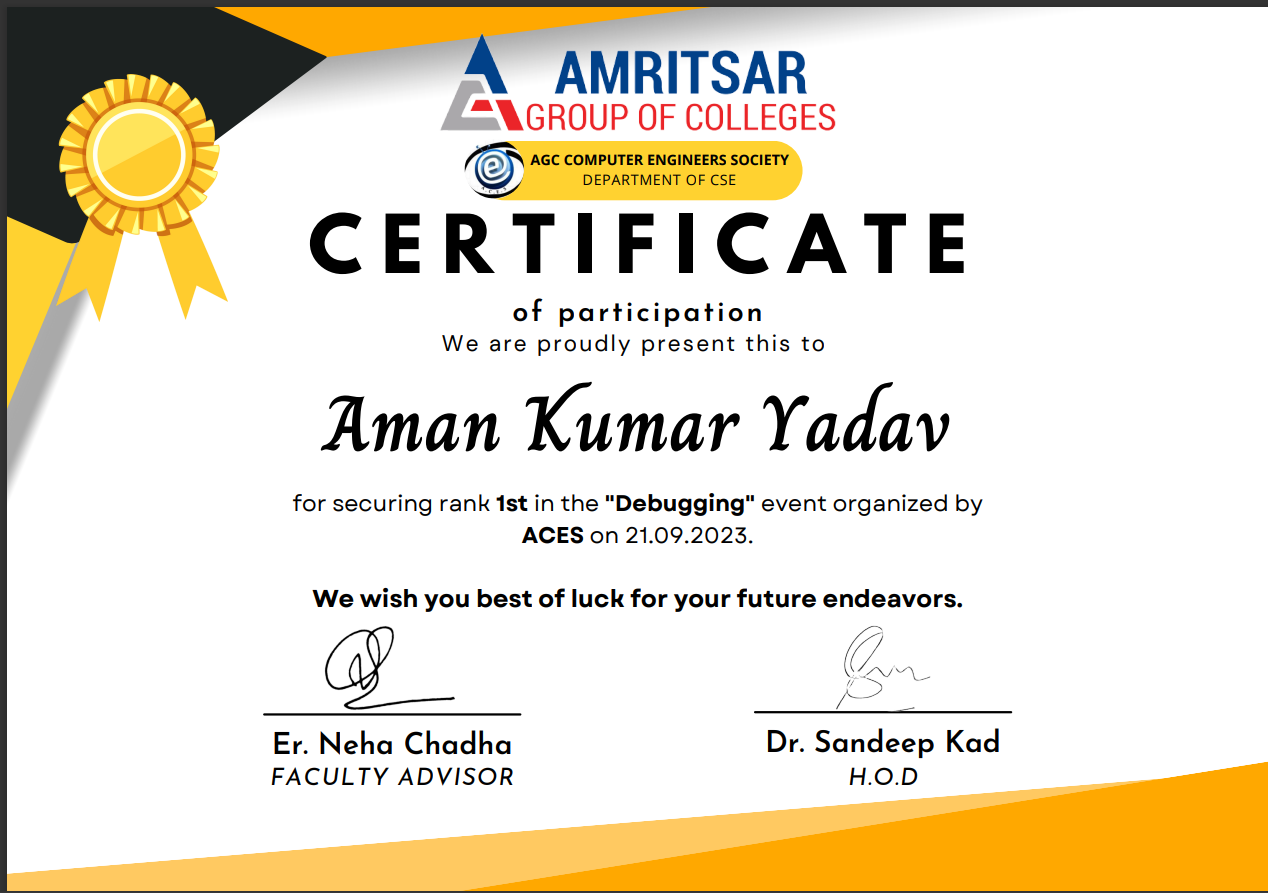 AMRITSAR
GROUP OF COLLEGES
AGC COMPUTER ENGINEERS SOCIETY
DEPARTMENT OF CSE
CERTIFICATE
of participation
We are proudly present this to
Aman Kumar Yadav
for securing rank 1st in the "Debugging" event organized by
ACES on 21.09.2023.
We wish you best of luck for your future endeavors.
Er. Neha Chadha
FACULTY ADVISOR
Dr. Sandeep Kad
H.O.D